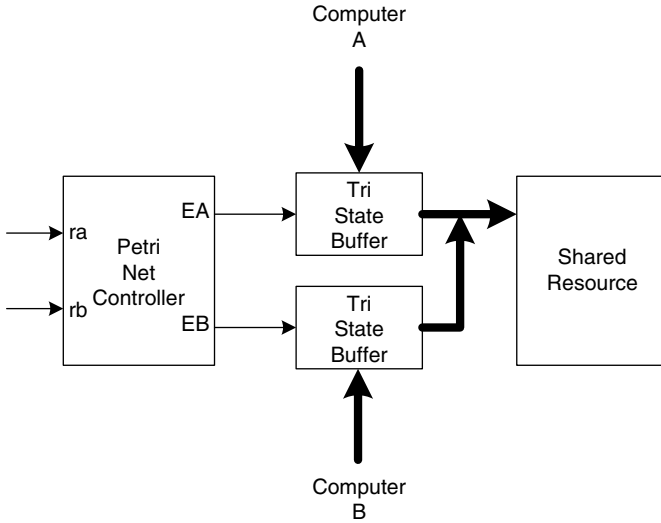 Computer
A
ra
rb
Petri
Net
Controller
EA
EB
Tri
State
Buffer
Tri
State
Buffer
Shared
Resource
Computer
B